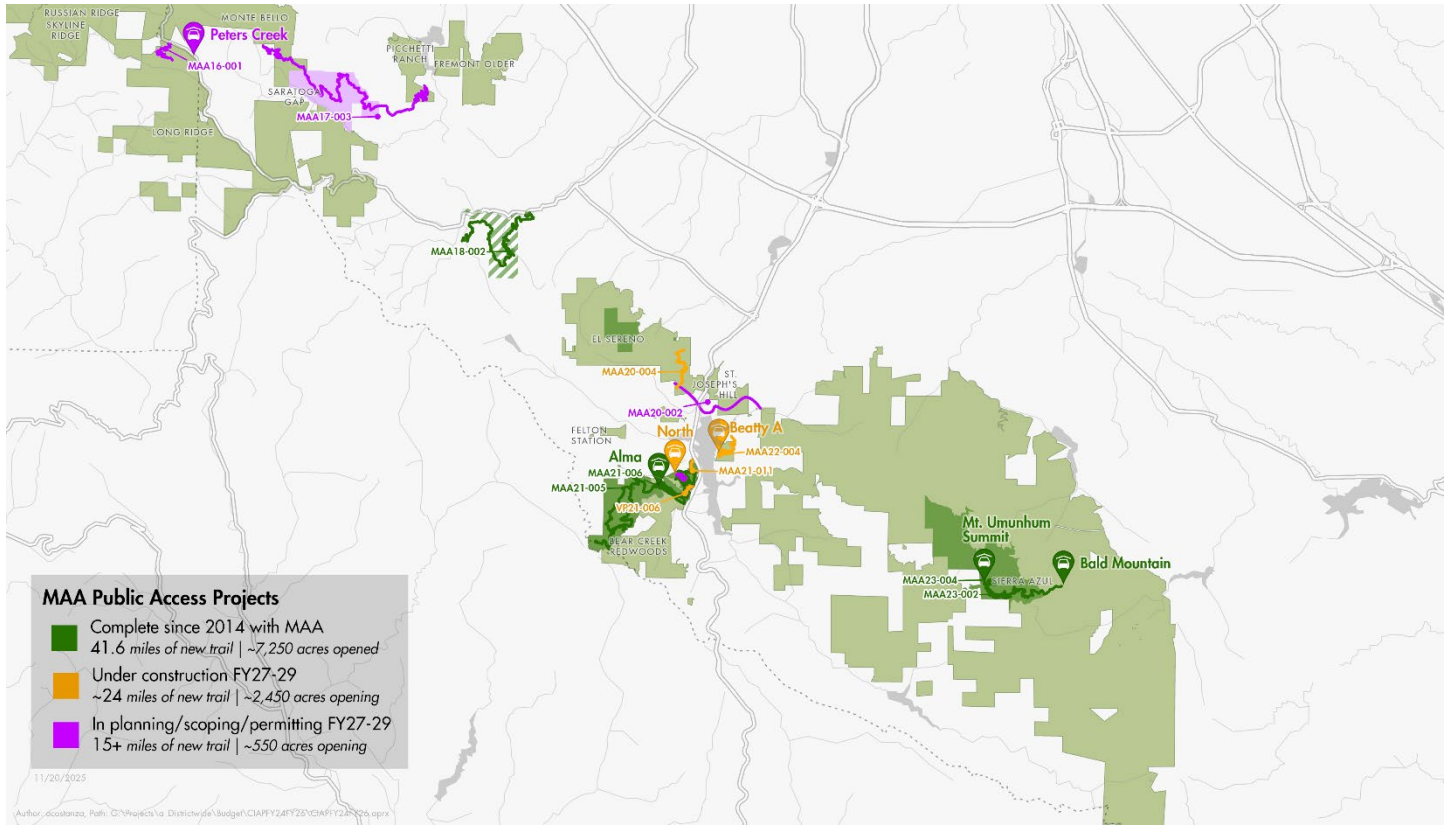 RUSSIAN RIDGE
SKYLINE
RIDGE
MONTE BELLO
Peters Creek
MAA16-001
PICCHETTI
RANCH
FREMONT OLDER
SARATOGA
GAP
MAA17-003
LONG RIDGE
MAA18-002
EL SERENO
MAA20-004
ST.
JOSEPH'S
HILL
MAA20-002
FELTON
STATION
North
Beatty A
MAA22-004
Alma
MAA21-006
MAA21-011
MAA21-005
VP21-006
BEAR CREEK
REDWOODS
Mt. Umunhum
Summit
Bald Mountain
MAA23-004
SIERRA AZUL
MAA23-002
MAA Public Access Projects
Complete since 2014 with MAA
41.6 miles of new trail | ~7,250 acres opened
Under construction FY27-29
~24 miles of new trail | ~2,450 acres opening
In planning/scoping/permitting FY27-29
15+ miles of new trail | ~550 acres opening
11/20/2025